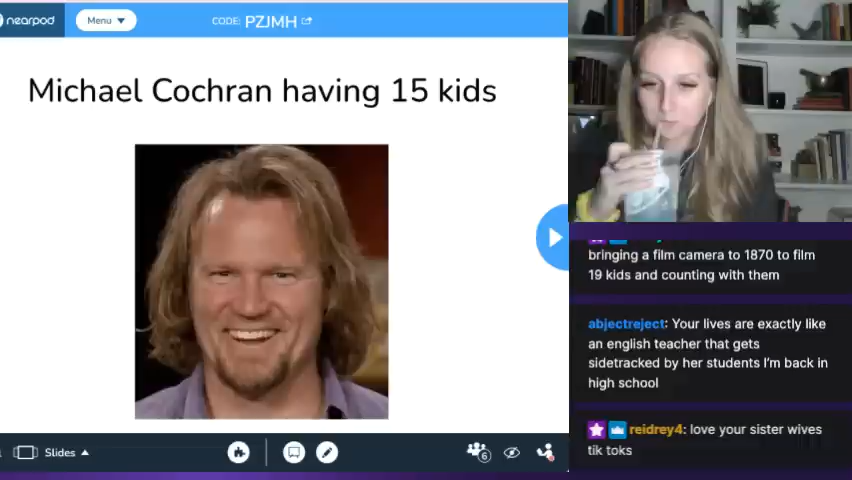 nearpod
Menu
CODE: PZJMH
Michael Cochran having 15 kids
bringing a film camera to 1870 to film
19 kids and counting with them
abjectreject: Your lives are exactly like
an english teacher that gets
sidetracked by her students I'm back in
high school
reidrey4: love your sister wives
tik toks
Slides
6